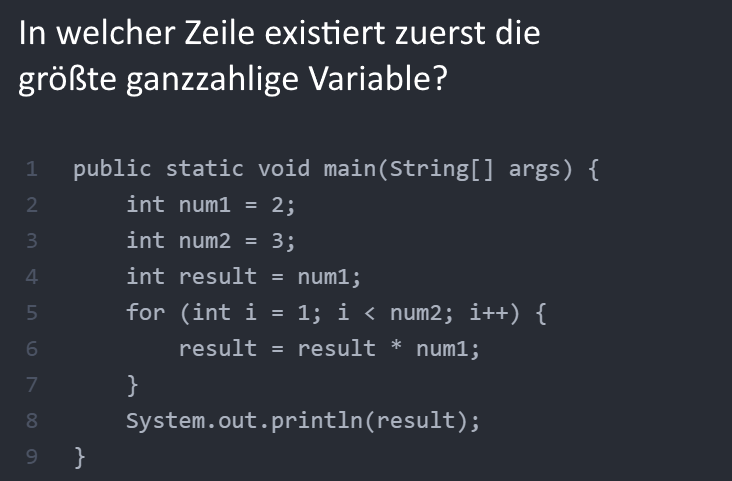 In welcher Zeile existiert zuerst die
größte ganzzahlige Variable?
1 public static void main(String[] args) {
2     int num1 = 2;
3     int num2 = 3;
4     int result = num1;
5     for (int i = 1; i < num2; i++) {
6         result = result * num1;
7     }
8     System.out.println(result);
9 }